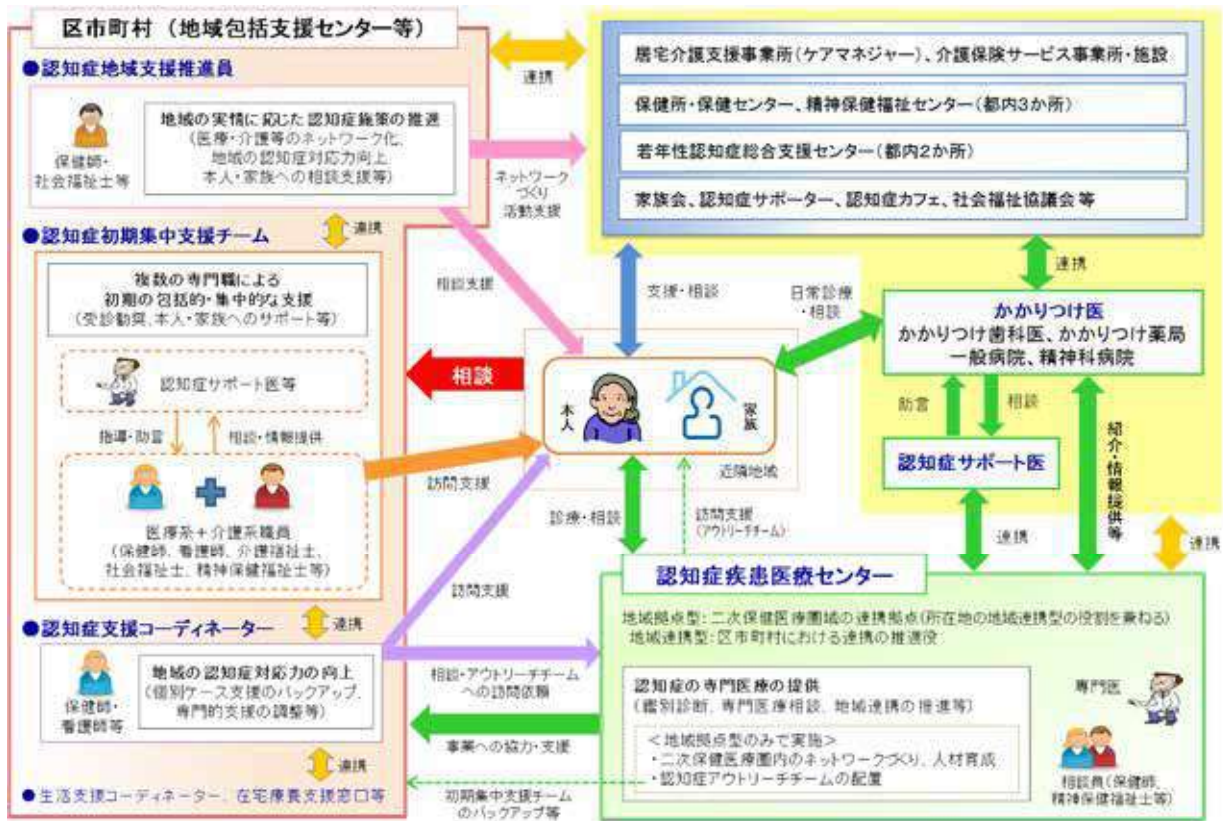 区市町村（地域包括支援センター等）
●認知症地域支援推進員
保健師・
社会福祉士等
地域の実情に応じた認知症施策の推進
（医療・介護等のネットワーク化、
地域の認知症対応力向上
本人・家族への相談支援等）
連携
●認知症初期集中支援チーム
複数の専門職による
初期の包括的・集中的な支援
（受診勧奨、本人・家族へのサポート等）
認知症サポート医等
指導・助言
相談・情報提供
医療系＋介護系職員
（保健師、看護師、介護福祉士、
社会福祉士、精神保健福祉士等）
連携
●認知症支援コーディネーター
保健師・
看護師等
地域の認知症対応力の向上
（個別ケース支援のバックアップ、
専門的支援の調整等）
連携
●生活支援コーディネーター、在宅療養支援窓口等
連携
ネットワーク
づくり
活動支援
相談支援
相談
訪問支援
訪問支援
支援・相談
日常診療
・相談
本人
家族
近隣地域
診療・相談
訪問支援
（アウトリーチチーム）
相談・アウトリーチチーム
への訪問依頼
事業への協力・支援
初期集中支援チーム
のバックアップ等
居宅介護支援事業所（ケアマネジャー）、介護保険サービス事業所・施設
保健所・保健センター、精神保健福祉センター（都内3か所）
若年性認知症総合支援センター（都内2か所）
家族会、認知症サポーター、認知症カフェ、社会福祉協議会等
連携
かかりつけ医
かかりつけ歯科医、かかりつけ薬局
一般病院、精神科病院
助言
相談
認知症サポート医
紹介・情報提供等
連携
連携
認知症疾患医療センター
地域拠点型：二次保健医療圏域の連携拠点（所在地の地域連携型の役割を兼ねる）
地域連携型：区市町村における連携の推進役
認知症の専門医療の提供
（鑑別診断、専門医療相談、地域連携の推進等）
＜地域拠点型のみで実施＞
・二次保健医療圏内のネットワークづくり、人材育成
・認知症アウトリーチチームの配置
専門医
相談員（保健師、
精神保健福祉士等）